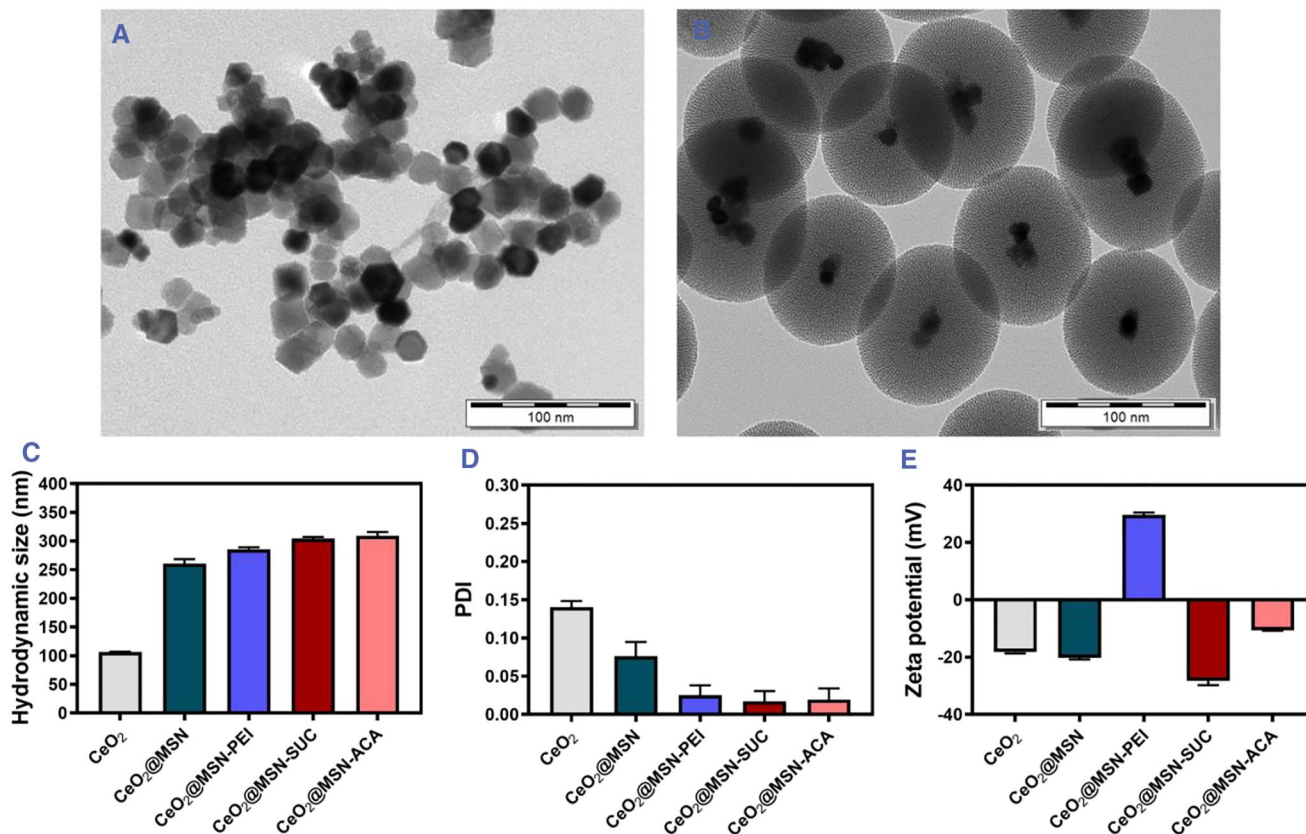 A
B
100 nm
100 nm
C
D
E
Hydrodynamic size (nm)
400
350
300
250
200
150
100
50
0
CeO₂
CeO₂@MSN
CeO₂@MSN-PEI
CeO₂@MSN-SUC
CeO₂@MSN-ACA
PDI
0.30
0.25
0.20
0.15
0.10
0.05
0.00
CeO₂
CeO₂@MSN
CeO₂@MSN-PEI
CeO₂@MSN-SUC
CeO₂@MSN-ACA
Zeta potential (mV)
40
20
0
-20
-40
CeO₂
CeO₂@MSN
CeO₂@MSN-PEI
CeO₂@MSN-SUC
CeO₂@MSN-ACA